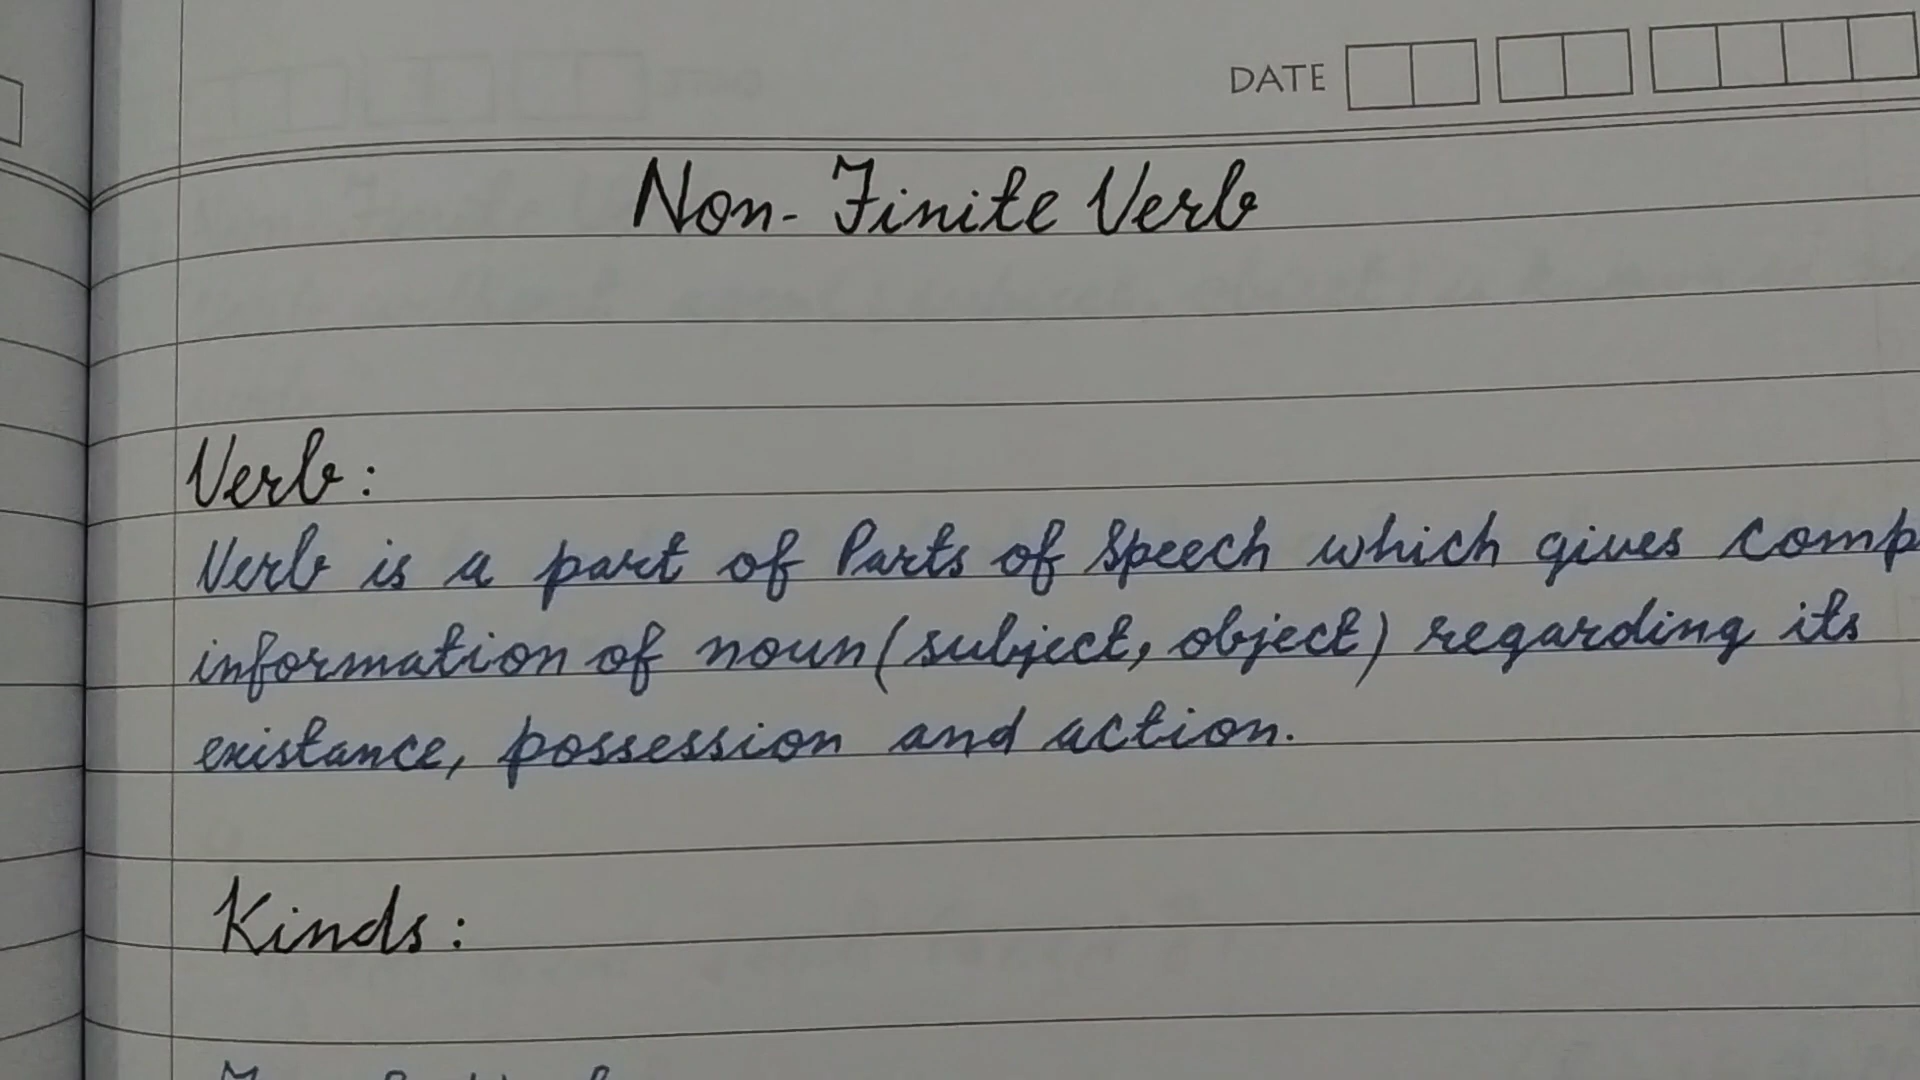 DATE
Non-Finite Verb
Verb:
Verb is a part of Parts of Speech which gives comp
information of noun (subject, object) regarding its
existance, possession and action.
Kinds: